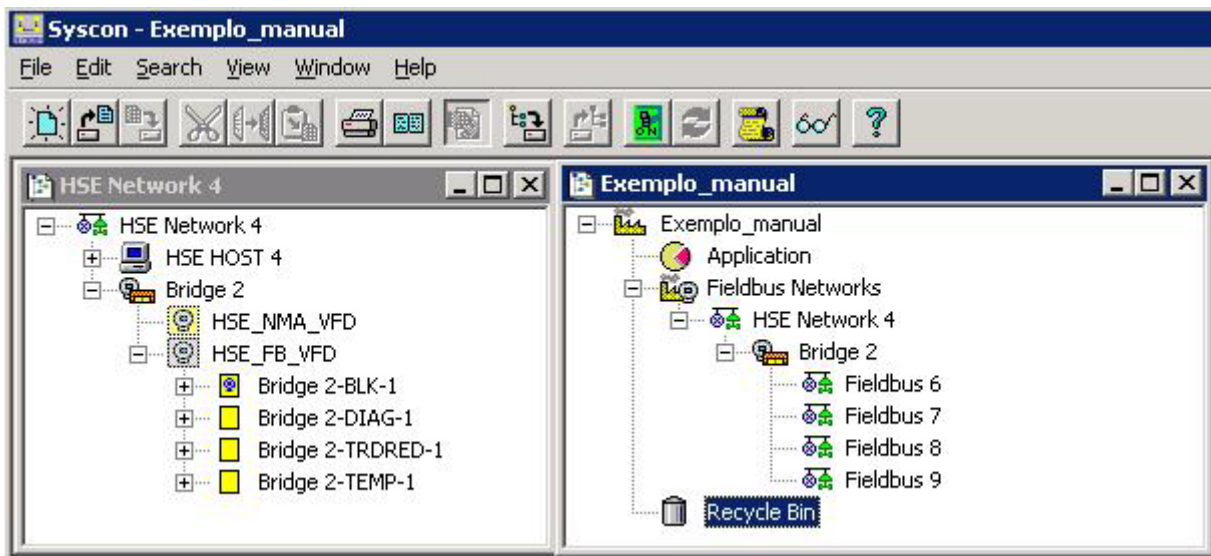 Syscon - Exemplo_manual
File Edit Search View Window Help
ON
?
HSE Network 4
HSE Network 4
HSE HOST 4
Bridge 2
HSE_NMA_VFD
HSE_FB_VFD
Bridge 2-BLK-1
Bridge 2-DIAG-1
Bridge 2-TRDRED-1
Bridge 2-TEMP-1
Exemplo_manual
Exemplo_manual
Application
Fieldbus Networks
HSE Network 4
Bridge 2
Fieldbus 6
Fieldbus 7
Fieldbus 8
Fieldbus 9
Recycle Bin